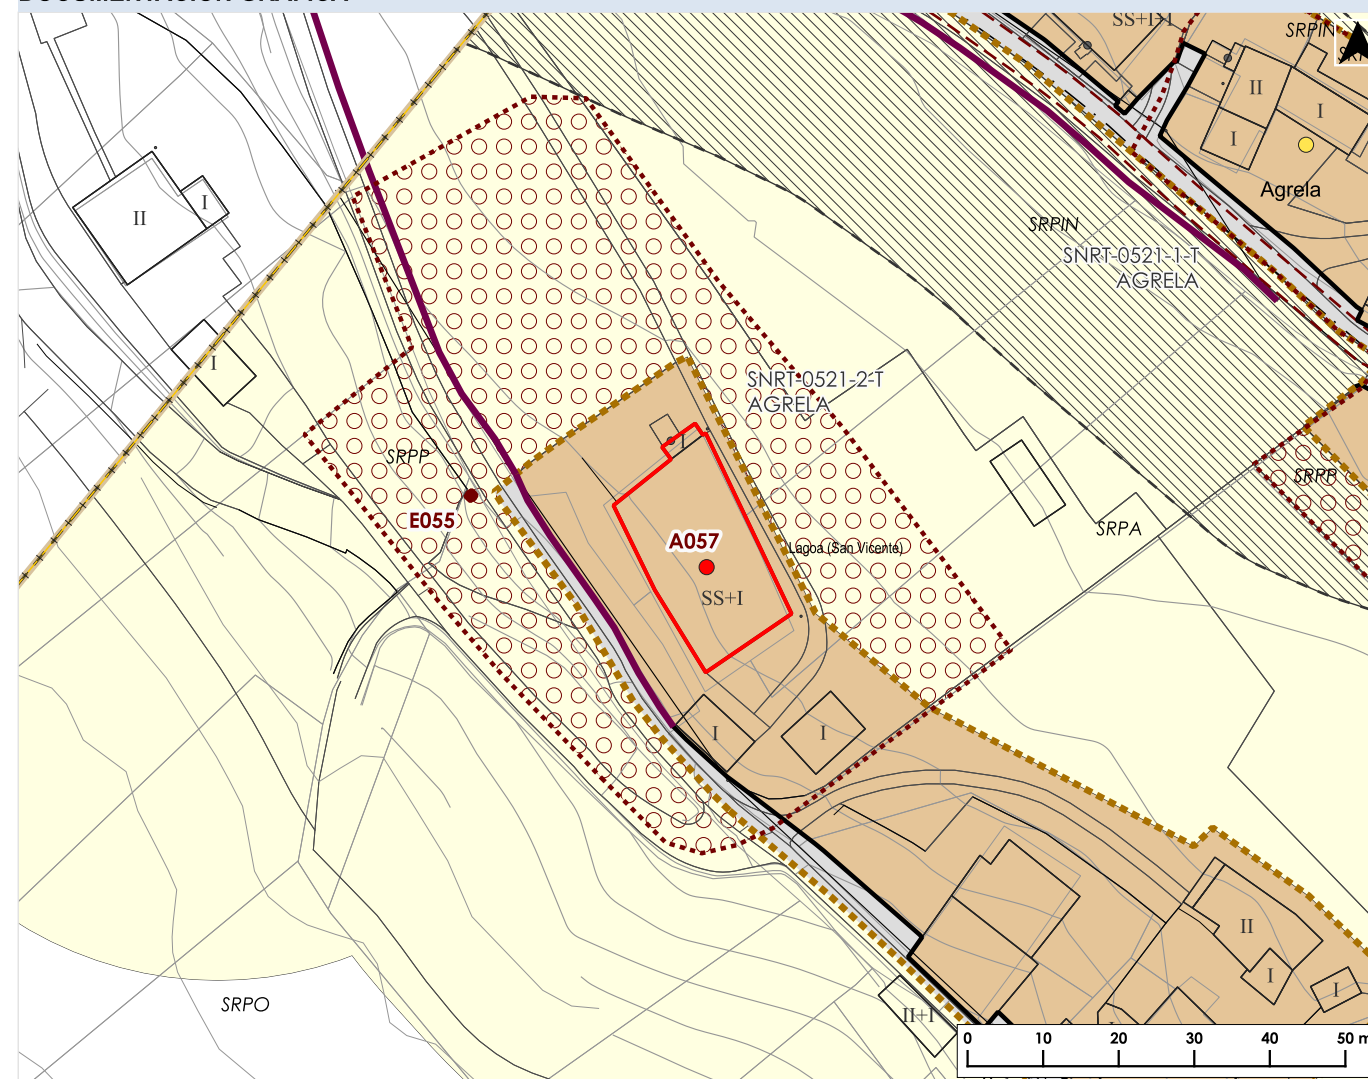 SS+I+I
SRPIN
II
I
I
Agrela
II
I
SRPIN
SNRT-0521-1-T
AGRELA
I
SNRT-0521-2-T
AGRELA
SRPP
SRPP
E055
SRPA
A057
Lagoa (San Vicente)
SS+I
I
I
II
I
I
SRPO
II+I
0 10 20 30 40 50 m